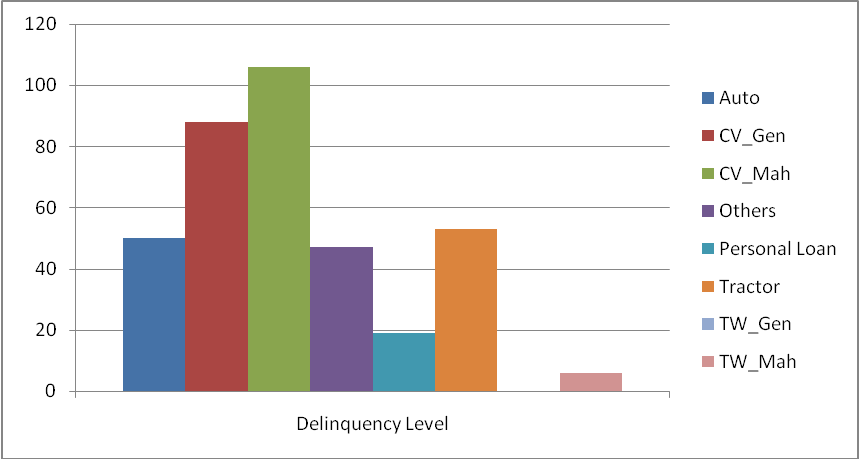 120
100
80
60
40
20
0
Delinquency Level
Auto
CV_Gen
CV_Mah
Others
Personal Loan
Tractor
TW_Gen
TW_Mah